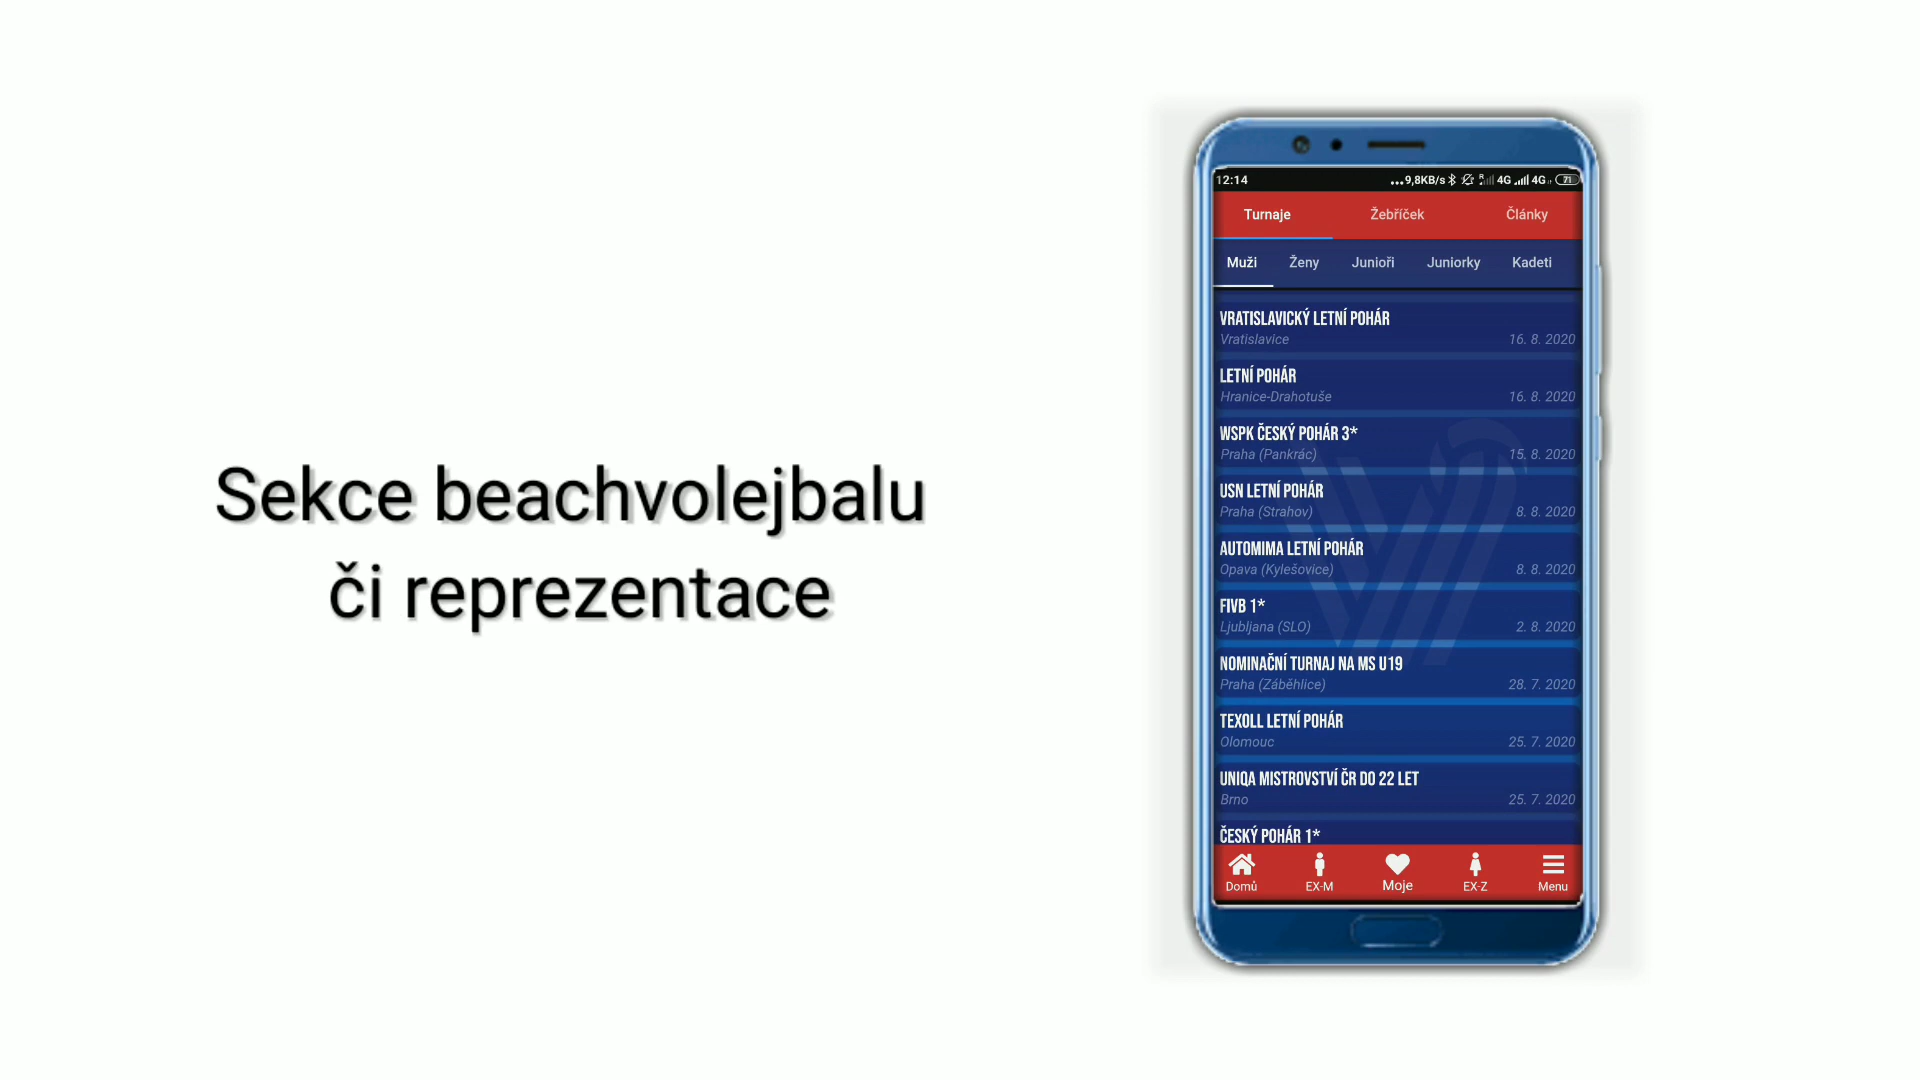 Sekce beachvolejbalu
či reprezentace
12:14 ...9,8KB/s R 4G 4G 71
Turnaje Žebříček Články
Muži Ženy Junioři Juniorky Kadeti
VRATISLAVICKÝ LETNÍ POHÁR
Vratislavice 16. 8. 2020
LETNÍ POHÁR
Hranice-Drahotuše 16. 8. 2020
WSPK ČESKÝ POHÁR 3*
Praha (Pankrác) 15. 8. 2020
USN LETNÍ POHÁR
Praha (Strahov) 8. 8. 2020
AUTOMIMA LETNÍ POHÁR
Opava (Kylešovice) 8. 8. 2020
FIVB 1*
Ljubljana (SLO) 2. 8. 2020
NOMINAČNÍ TURNAJ NA MS U19
Praha (Záběhlice) 28. 7. 2020
TEXOLL LETNÍ POHÁR
Olomouc 25. 7. 2020
UNIQA MISTROVSTVÍ ČR DO 22 LET
Brno 25. 7. 2020
ČESKÝ POHÁR 1*
Domů EX-M Moje EX-Z Menu